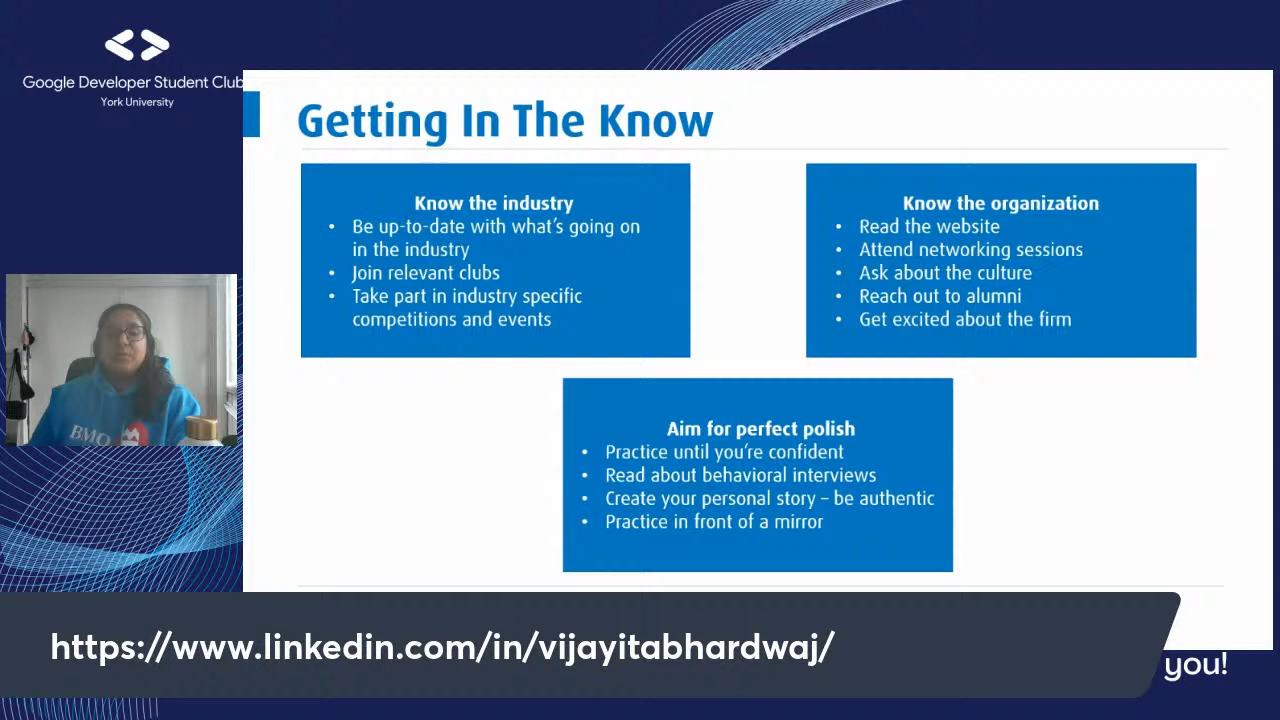 Google Developer Student Club
York University
Getting In The Know
Know the industry
• Be up-to-date with what's going on
in the industry
• Join relevant clubs
• Take part in industry specific
competitions and events
Know the organization
• Read the website
• Attend networking sessions
• Ask about the culture
• Reach out to alumni
• Get excited about the firm
Aim for perfect polish
• Practice until you're confident
• Read about behavioral interviews
• Create your personal story – be authentic
• Practice in front of a mirror
BMO
https://www.linkedin.com/in/vijayitabhardwaj/
you!